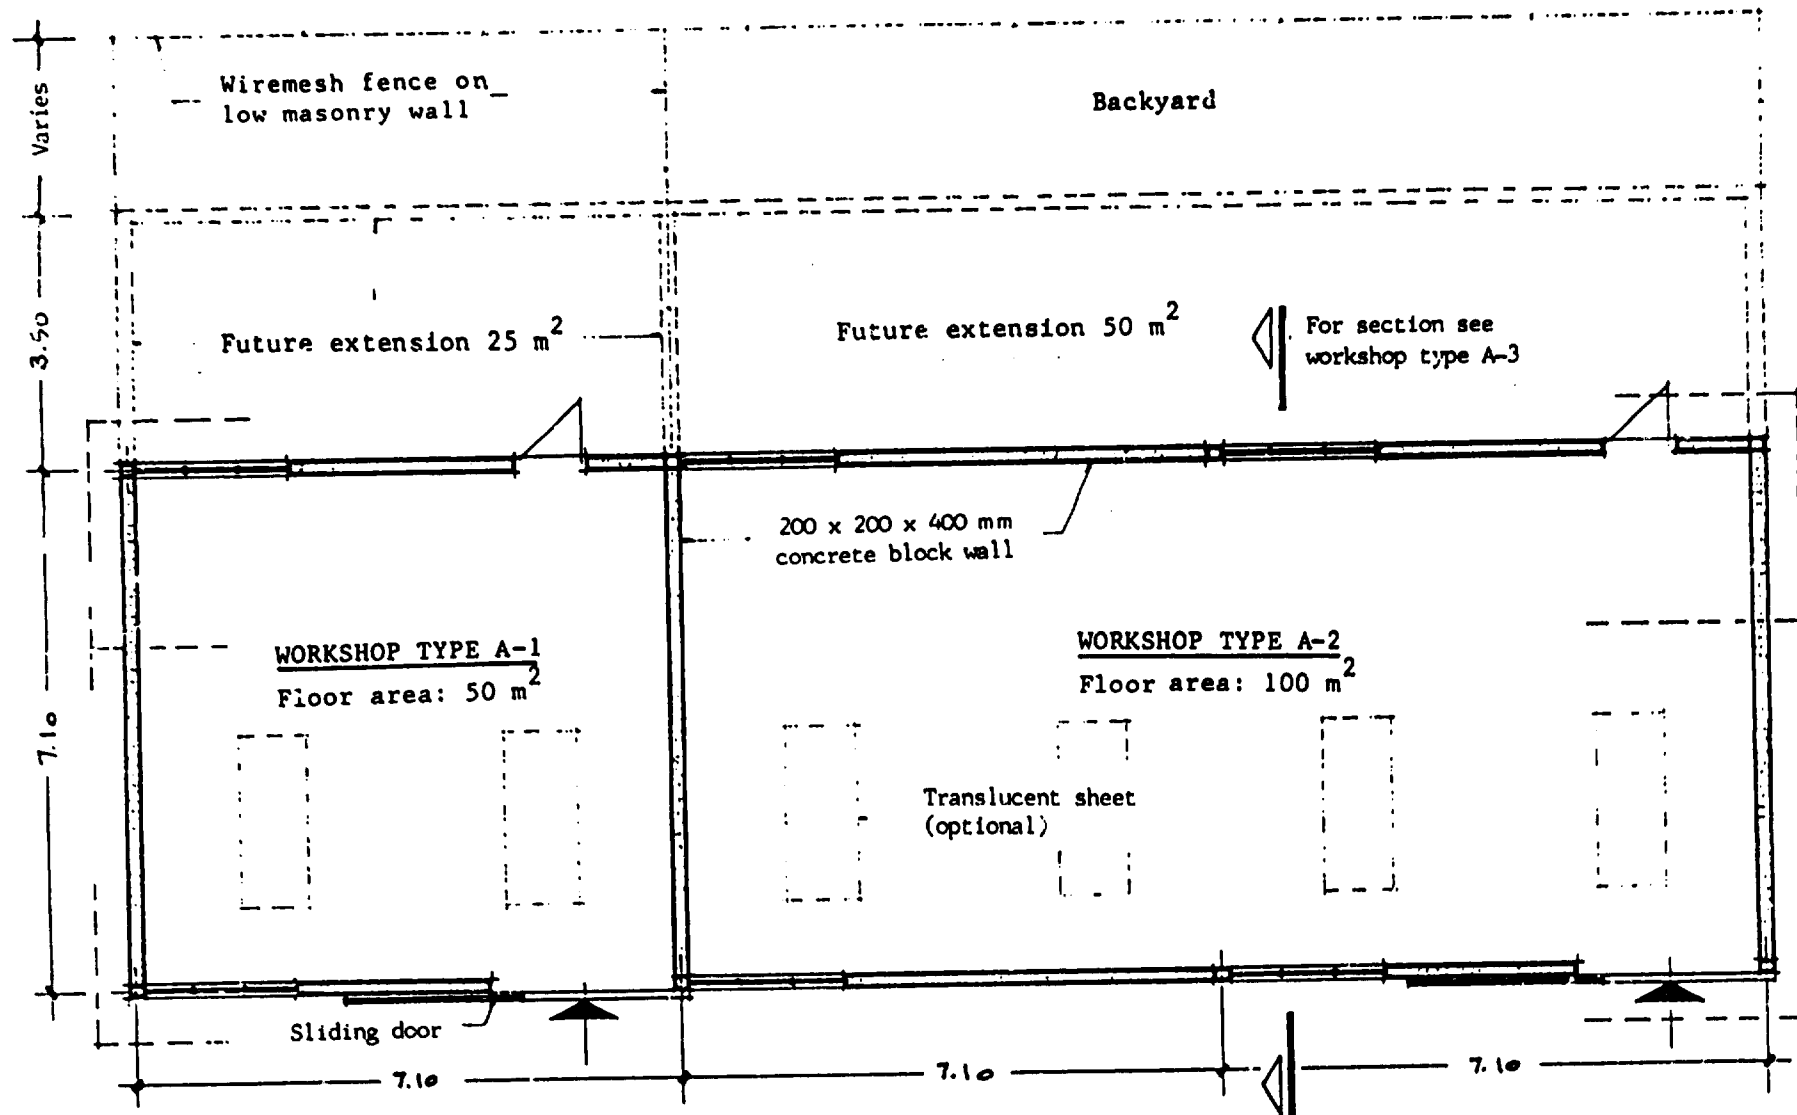 Varies
Wiremesh fence on
low masonry wall
Backyard
3.50
Future extension 25 m²
Future extension 50 m²
For section see
workshop type A-3
200 x 200 x 400 mm
concrete block wall
WORKSHOP TYPE A-1
Floor area: 50 m²
WORKSHOP TYPE A-2
Floor area: 100 m²
7.10
Translucent sheet
(optional)
Sliding door
7.10
7.10
7.10